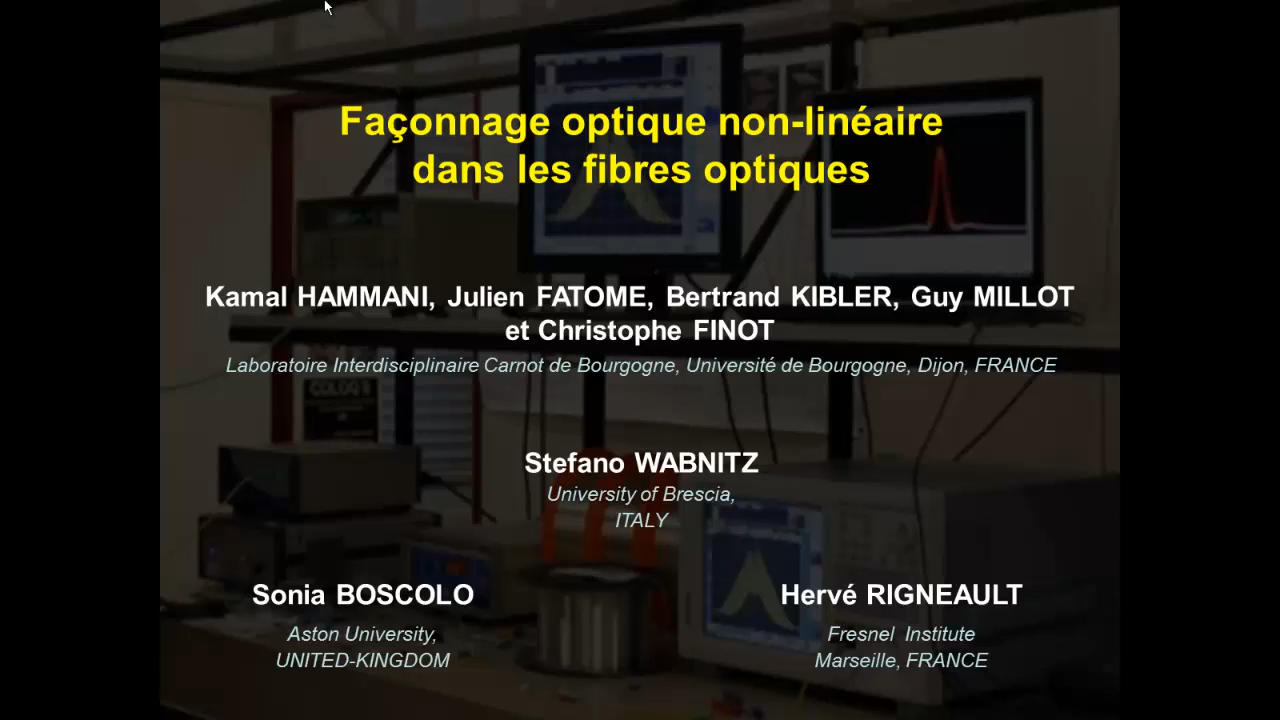 Façonnage optique non-linéaire
dans les fibres optiques
Kamal HAMMANI, Julien FATOME, Bertrand KIBLER, Guy MILLOT
et Christophe FINOT
Laboratoire Interdisciplinaire Carnot de Bourgogne, Université de Bourgogne, Dijon, FRANCE
Stefano WABNITZ
University of Brescia,
ITALY
Sonia BOSCOLO
Aston University,
UNITED-KINGDOM
Hervé RIGNEAULT
Fresnel Institute
Marseille, FRANCE